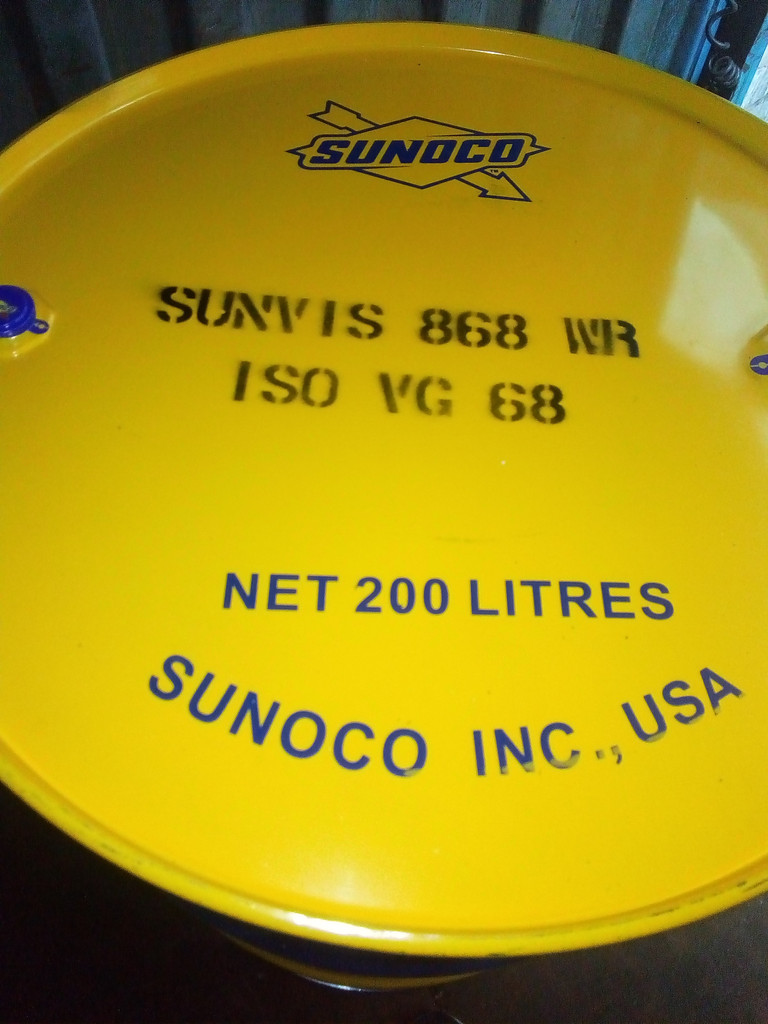 SUNOCO
SUNVIS 868 WR
ISO VG 68
NET 200 LITRES
SUNOCO INC., USA